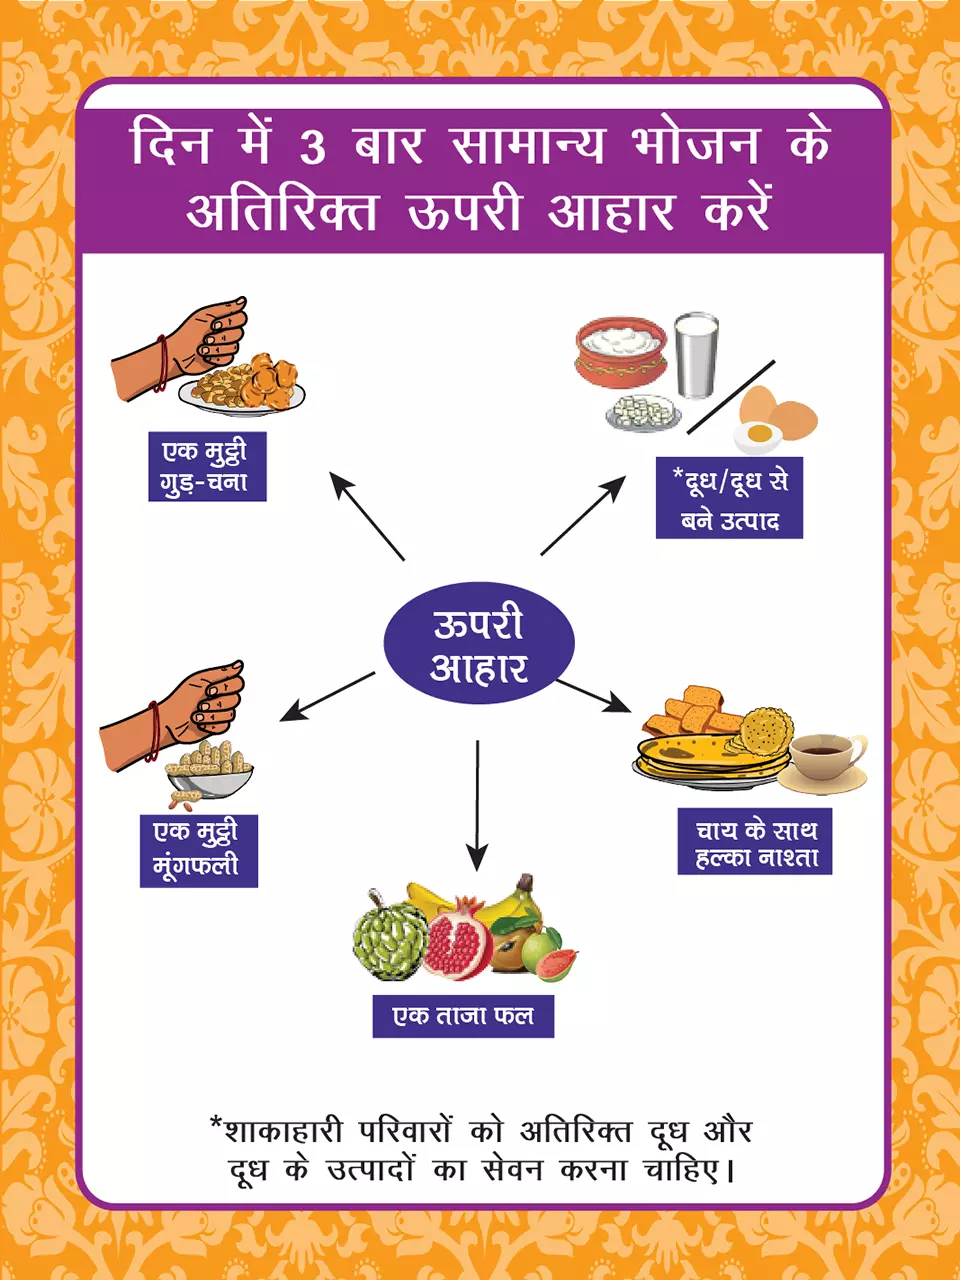 दिन में 3 बार सामान्य भोजन के
अतिरिक्त ऊपरी आहार करें
एक मुट्ठी
गुड़-चना
*दूध/दूध से
बने उत्पाद
ऊपरी
आहार
एक मुट्ठी
मूंगफली
चाय के साथ
हल्का नाश्ता
एक ताजा फल
*शाकाहारी परिवारों को अतिरिक्त दूध और
दूध के उत्पादों का सेवन करना चाहिए।